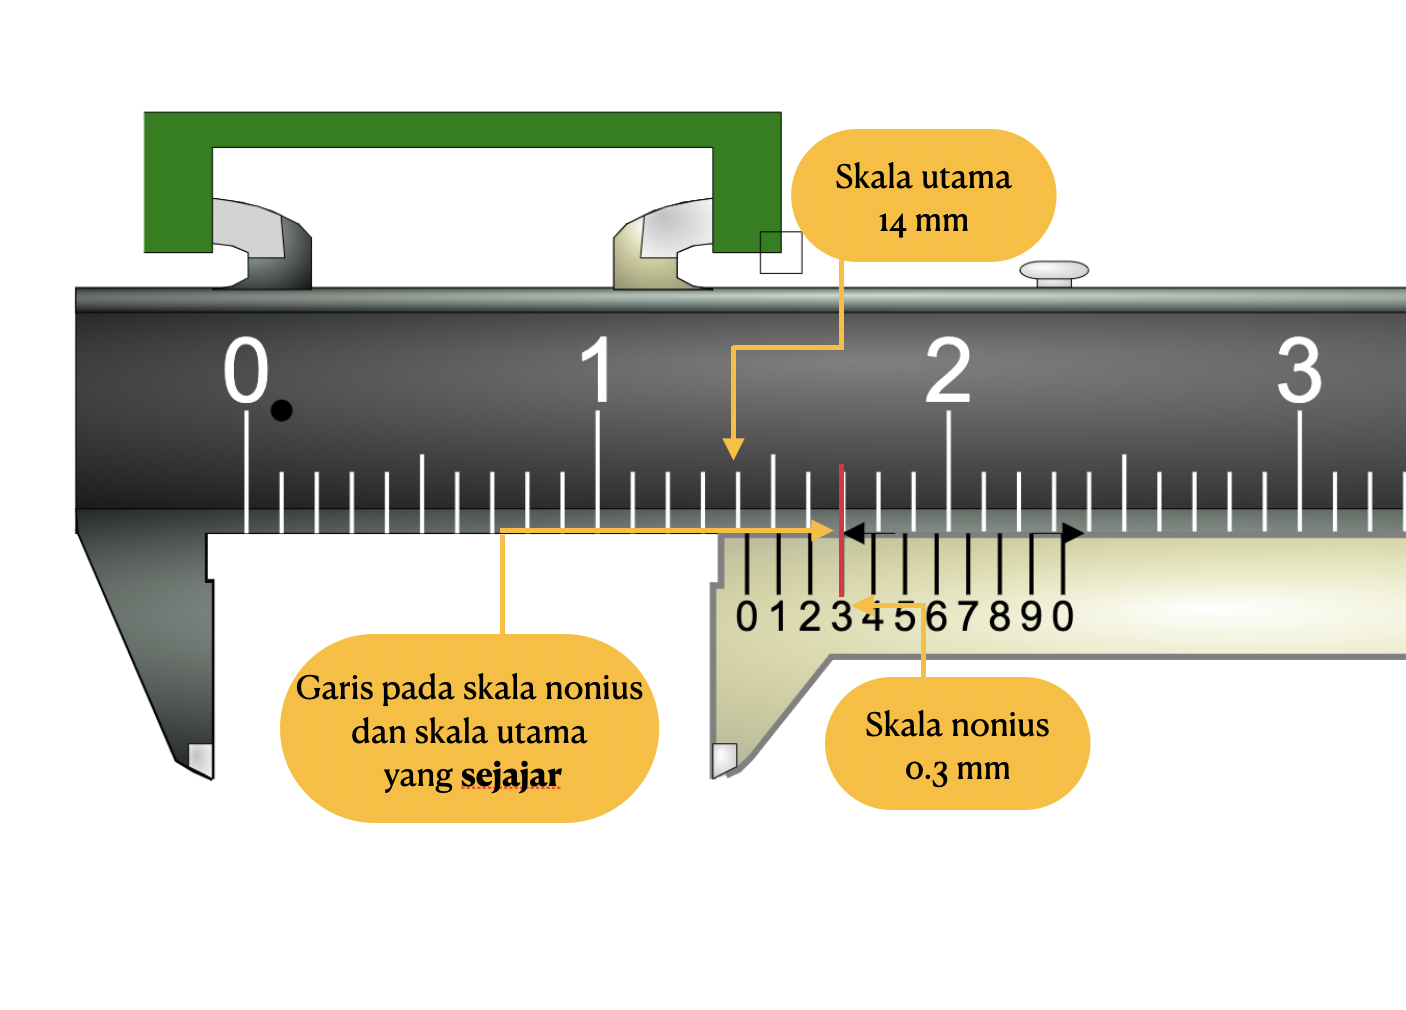 Skala utama
14 mm
0 1 2 3
0 1 2 3 4 5 6 7 8 9 0
Garis pada skala nonius
dan skala utama
yang sejajar
Skala nonius
0.3 mm